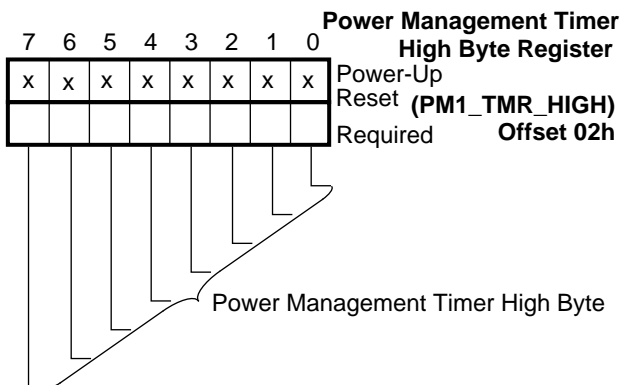 Power Management Timer
High Byte Register
(PM1_TMR_HIGH)
Offset 02h
7 6 5 4 3 2 1 0
x x x x x x x x
Power-Up
Reset
Required
Power Management Timer High Byte